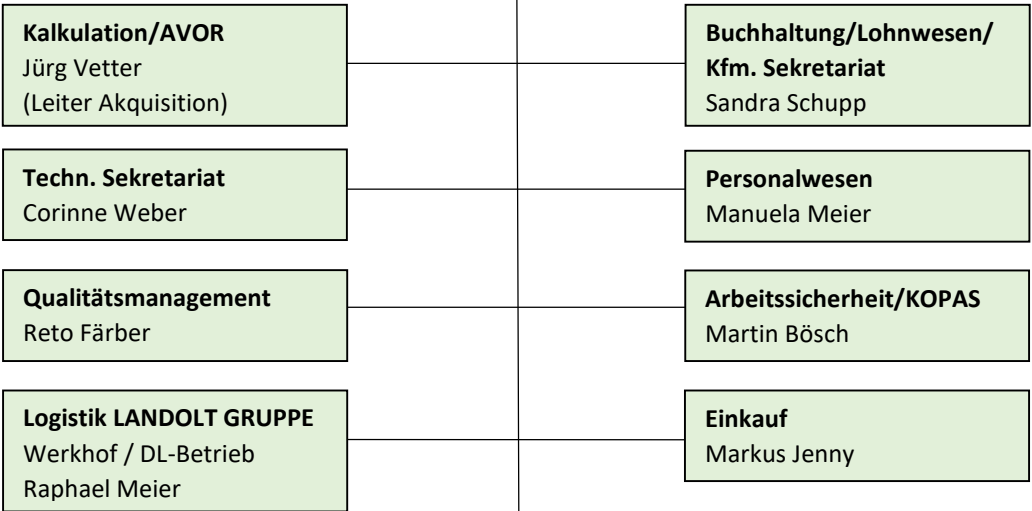 Kalkulation/AVOR
Jürg Vetter
(Leiter Akquisition)
Buchhaltung/Lohnwesen/
Kfm. Sekretariat
Sandra Schupp
Techn. Sekretariat
Corinne Weber
Personalwesen
Manuela Meier
Qualitätsmanagement
Reto Färber
Arbeitssicherheit/KOPAS
Martin Bösch
Logistik LANDOLT GRUPPE
Werkhof / DL-Betrieb
Raphael Meier
Einkauf
Markus Jenny